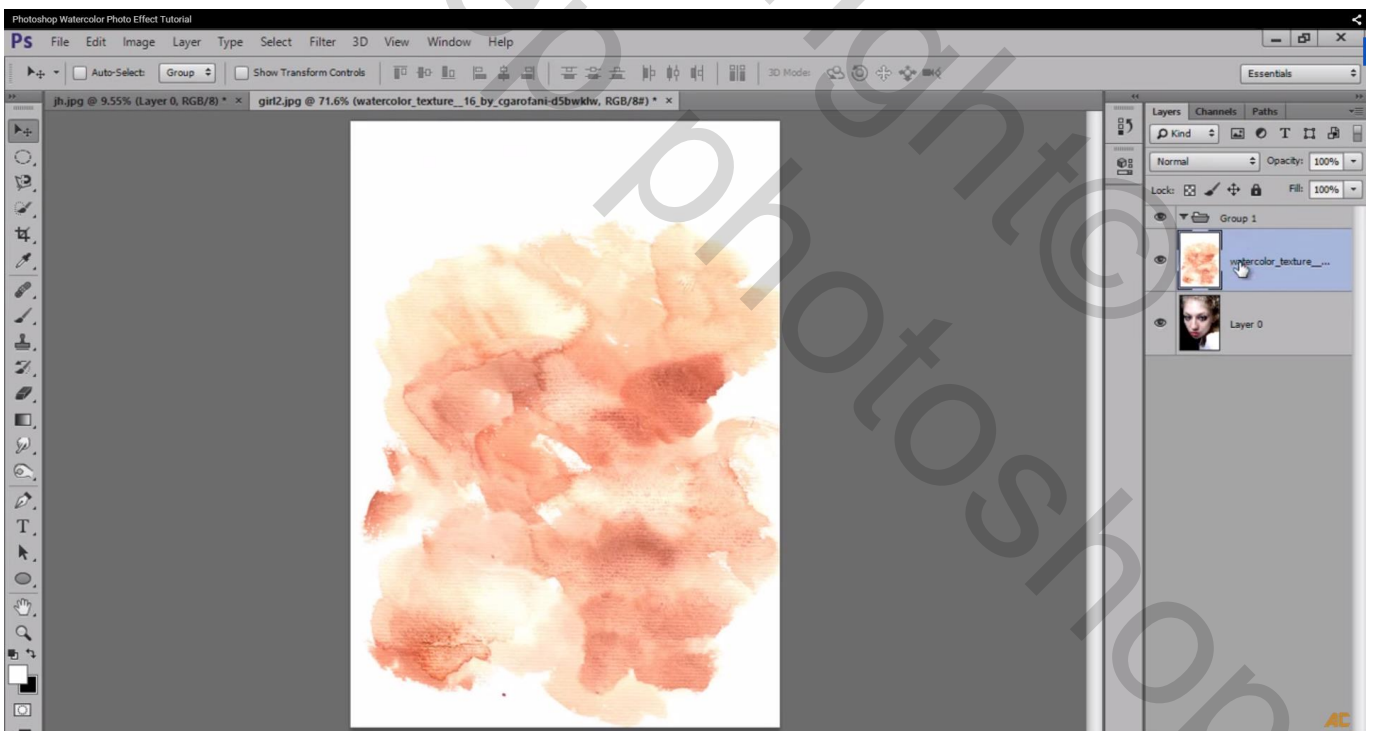 Photoshop Watercolor Photo Effect Tutorial
Ps File Edit Image Layer Type Select Filter 3D View Window Help
Auto-Select: Group Show Transform Controls 3D Mode: Essentials
jh.jpg @ 9.55% (Layer 0, RGB/8) * × girl2.jpg @ 71.6% (watercolor_texture__16_by_cgarofani-d5bwklw, RGB/8#) * ×
Layers Channels Paths
Kind
Normal Opacity: 100%
Lock: Fill: 100%
Group 1
watercolor_texture__...
Layer 0
right© photoshop
AC